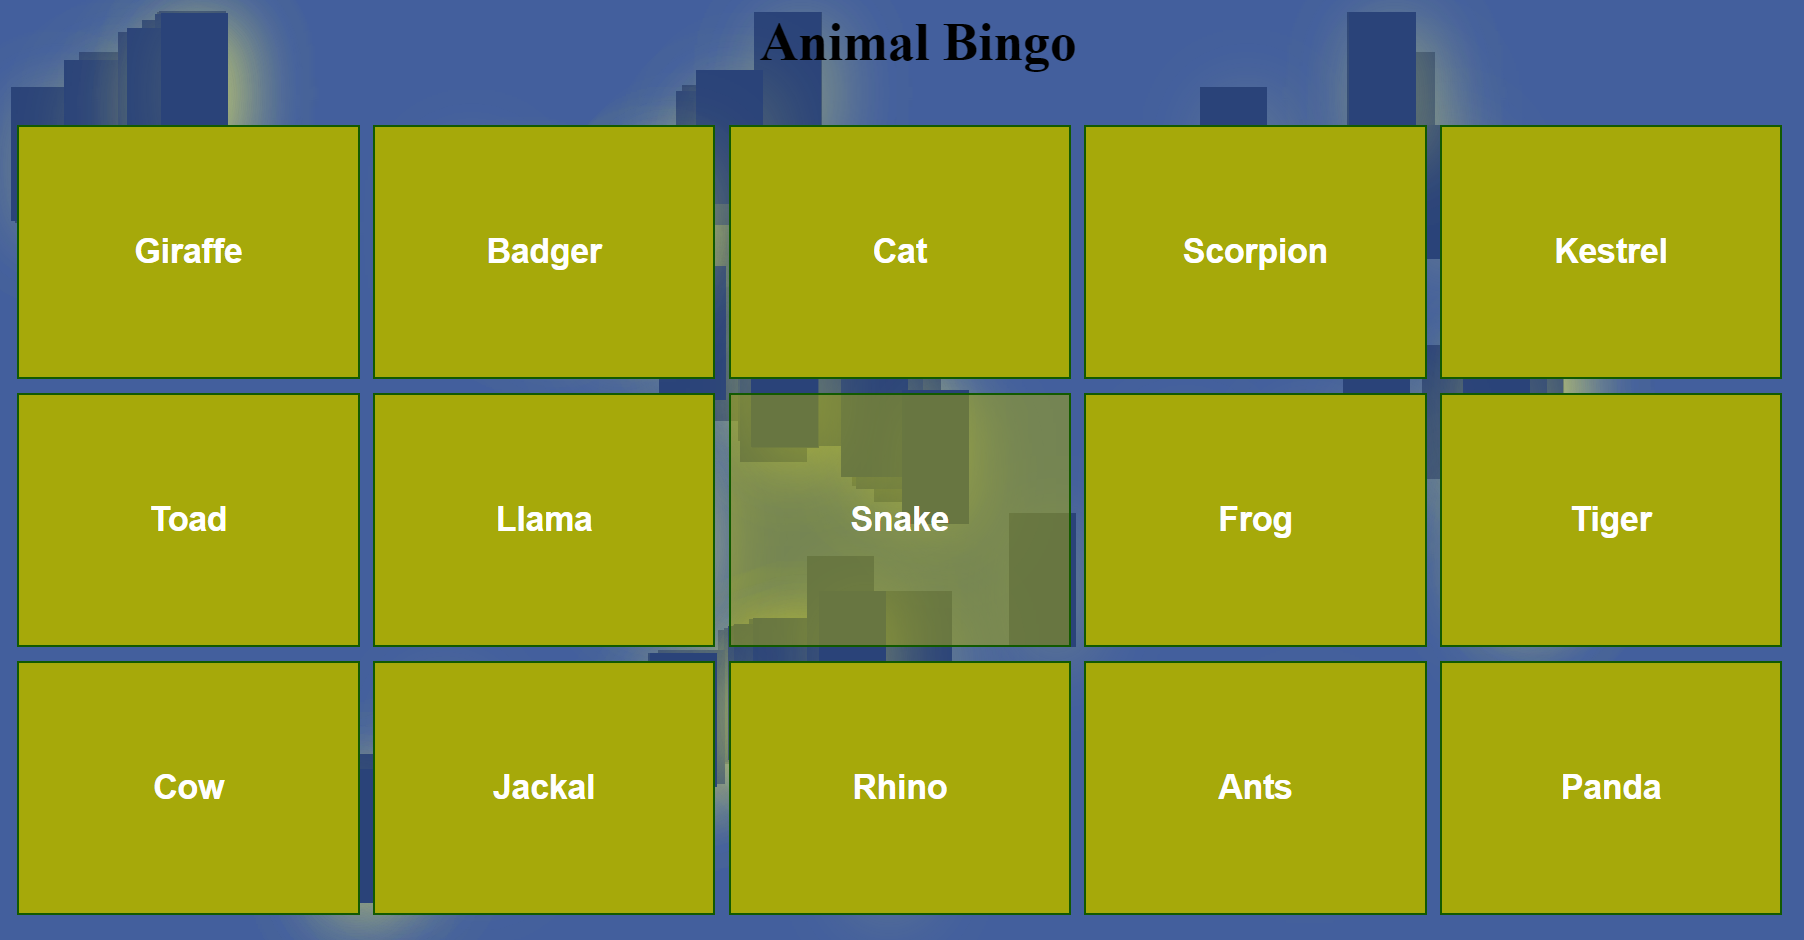 Animal Bingo
Giraffe Badger Cat Scorpion Kestrel
Toad Llama Snake Frog Tiger
Cow Jackal Rhino Ants Panda